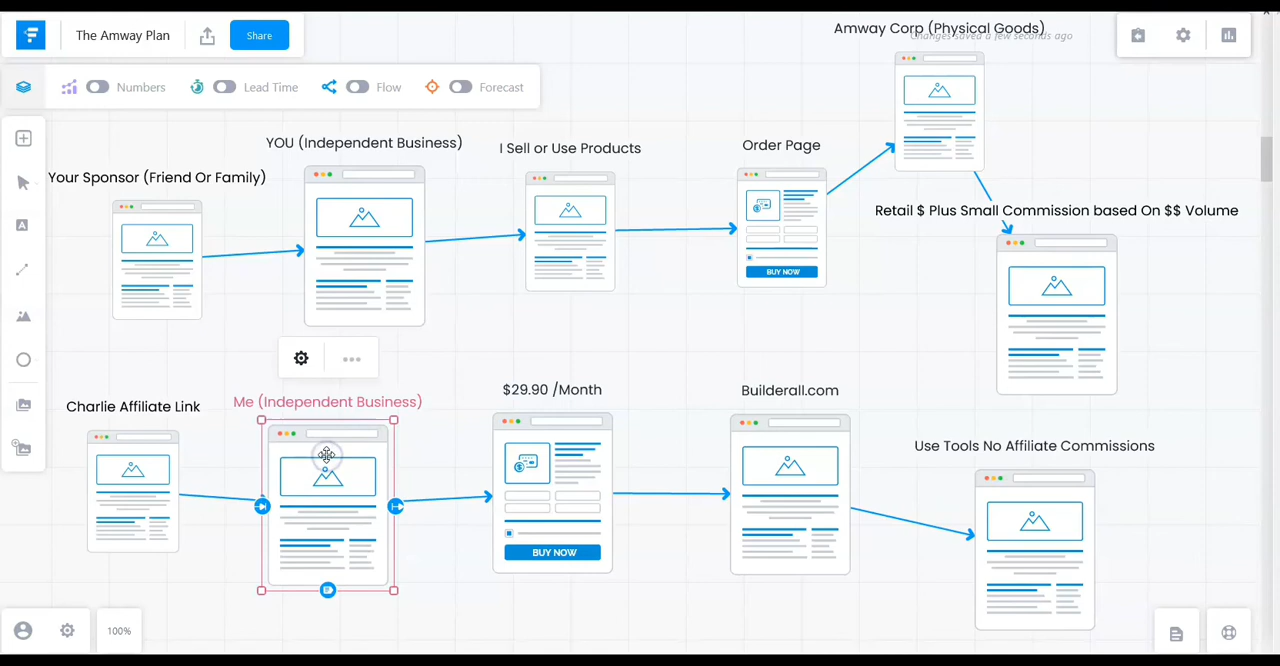 The Amway Plan
Share
Amway Corp (Physical Goods)
Changes saved a few seconds ago
Numbers
Lead Time
Flow
Forecast
YOU (Independent Business)
I Sell or Use Products
Order Page
Your Sponsor (Friend Or Family)
Retail $ Plus Small Commission based On $$ Volume
BUY NOW
$29.90 /Month
Builderall.com
Charlie Affiliate Link
Me (Independent Business)
Use Tools No Affiliate Commissions
BUY NOW
100%